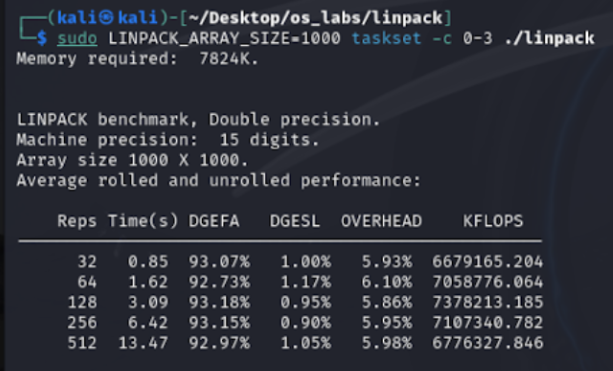 ┌──(kali㉿kali)-[~/Desktop/os_labs/linpack]
└─$ sudo LINPACK_ARRAY_SIZE=1000 taskset -c 0-3 ./linpack
Memory required:  7824K.
LINPACK benchmark, Double precision.
Machine precision:  15 digits.
Array size 1000 X 1000.
Average rolled and unrolled performance:
Reps Time(s) DGEFA   DGESL  OVERHEAD    KFLOPS
32   0.85  93.07%   1.00%   5.93%  6679165.204
64   1.62  92.73%   1.17%   6.10%  7058776.064
128   3.09  93.18%   0.95%   5.86%  7378213.185
256   6.42  93.15%   0.90%   5.95%  7107340.782
512  13.47  92.97%   1.05%   5.98%  6776327.846